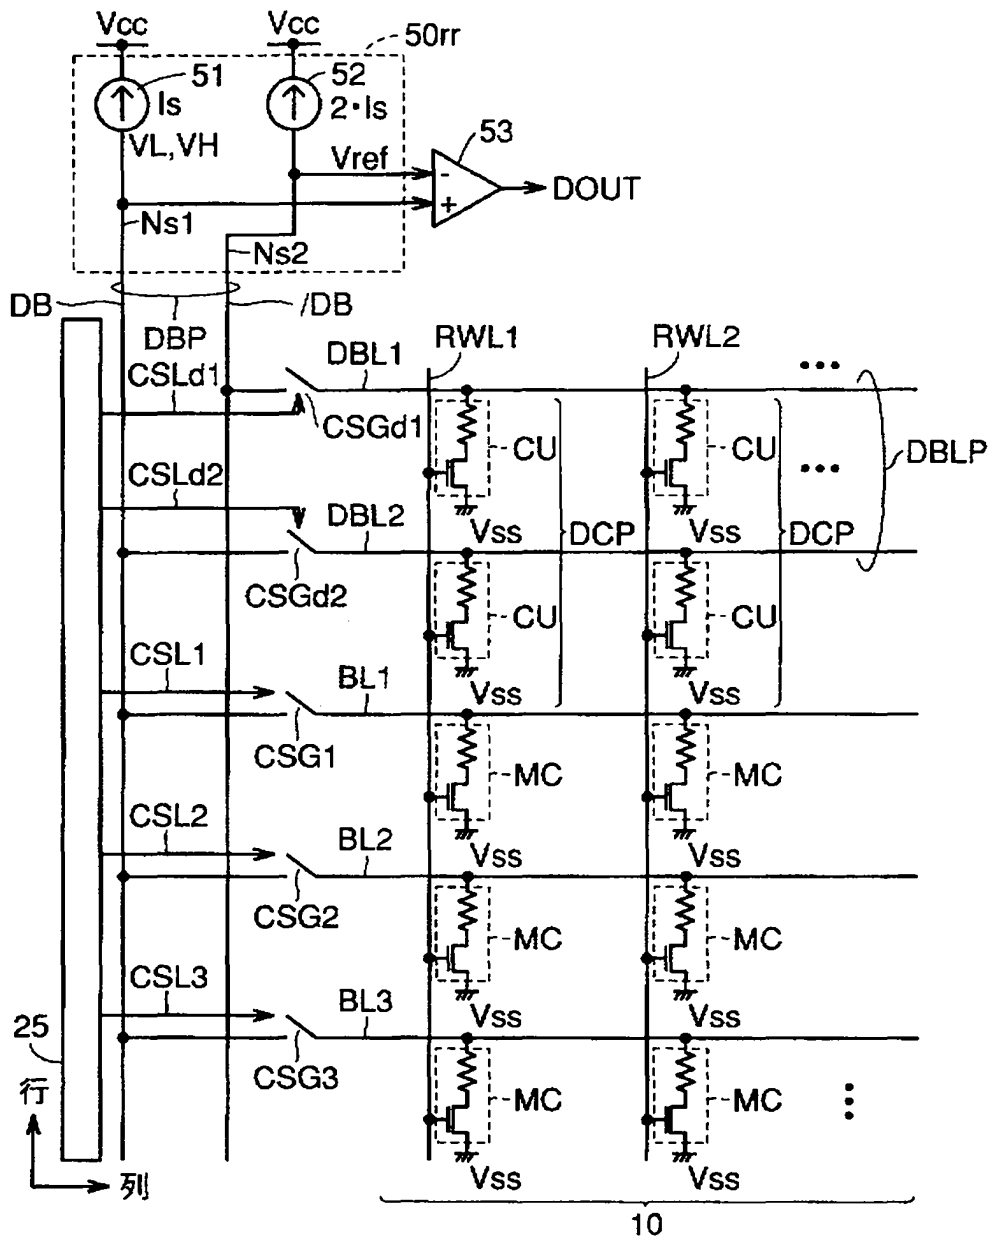 Vcc
Vcc
50rr
51
52
Is
2·Is
VL,VH
Vref
53
-
+
DOUT
Ns1
Ns2
DB
/DB
DBP
RWL1
RWL2
CSLd1
DBL1
...
CSGd1
CU
CU
DBLP
...
CSLd2
DBL2
Vss
DCP
Vss
DCP
CSGd2
CU
CU
CSL1
BL1
Vss
Vss
CSG1
MC
MC
CSL2
BL2
Vss
Vss
CSG2
MC
MC
CSL3
BL3
Vss
Vss
25
CSG3
MC
MC
行
列
Vss
Vss
10